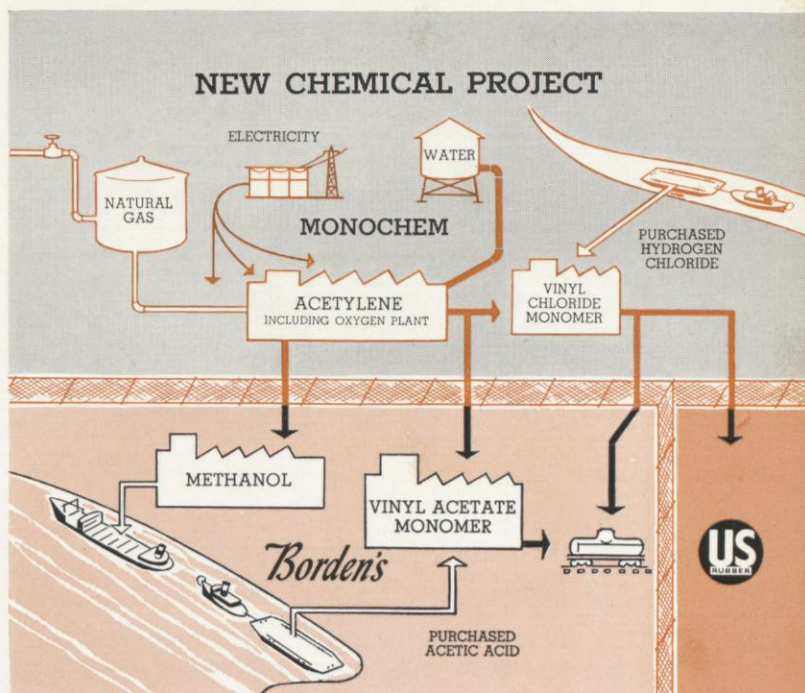 NEW CHEMICAL PROJECT
ELECTRICITY
WATER
NATURAL
GAS
MONOCHEM
PURCHASED
HYDROGEN
CHLORIDE
ACETYLENE
INCLUDING OXYGEN PLANT
VINYL
CHLORIDE
MONOMER
METHANOL
VINYL ACETATE
MONOMER
Borden's
US
RUBBER
PURCHASED
ACETIC ACID